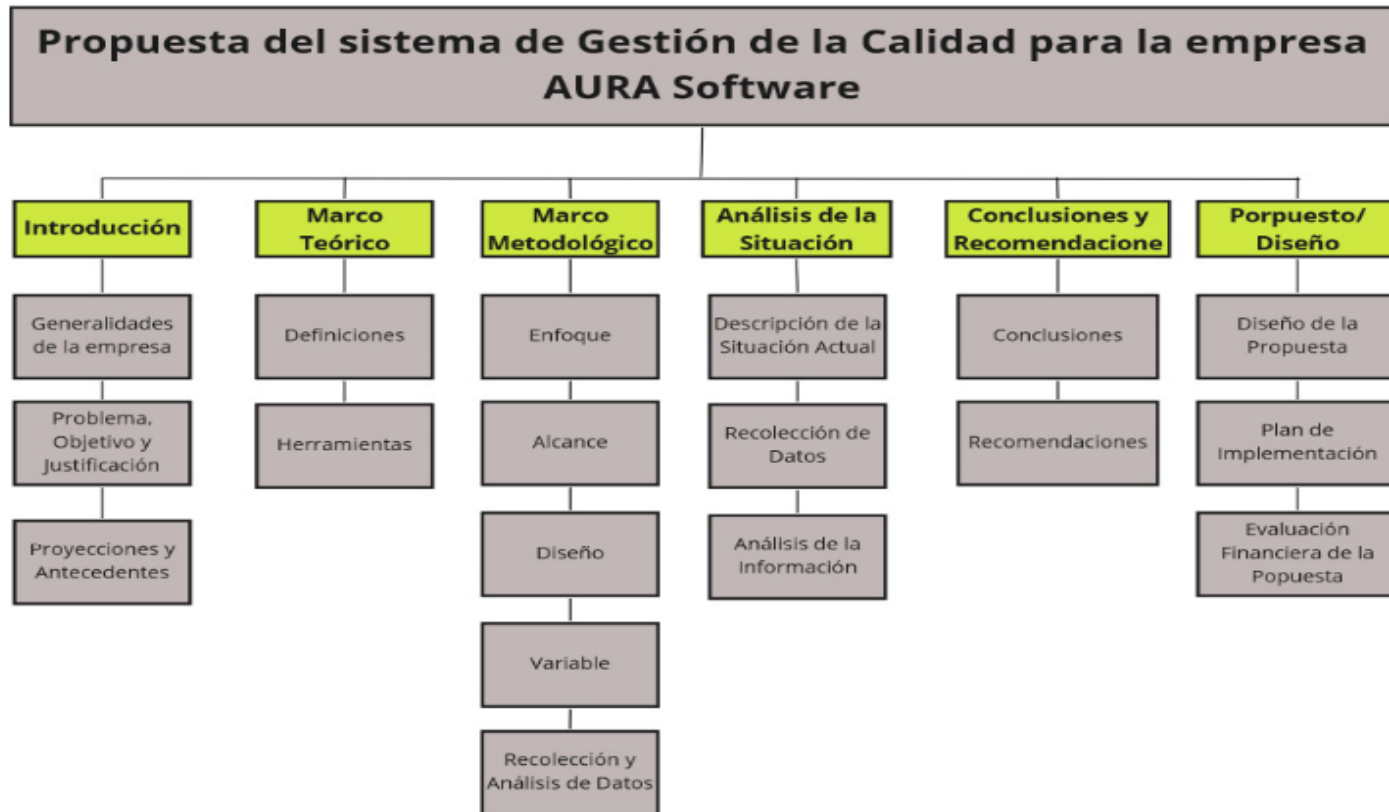 Propuesta del sistema de Gestión de la Calidad para la empresa
AURA Software
Introducción
Generalidades
de la empresa
Problema,
Objetivo y
Justificación
Proyecciones y
Antecedentes
Marco
Teórico
Definiciones
Herramientas
Marco
Metodológico
Enfoque
Alcance
Diseño
Variable
Recolección y
Análisis de Datos
Análisis de la
Situación
Descripción de la
Situación Actual
Recolección de
Datos
Análisis de la
Información
Conclusiones y
Recomendacione
Conclusiones
Recomendaciones
Porpuesto/
Diseño
Diseño de la
Propuesta
Plan de
Implementación
Evaluación
Financiera de la
Popuesta